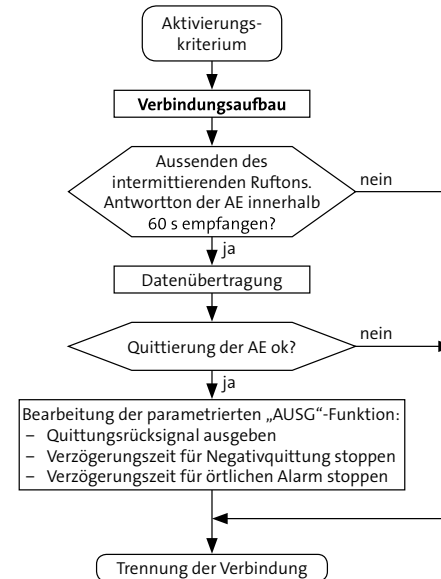 Aktivierungs-
kriterium
Verbindungsaufbau
Aussenden des
intermittierenden Ruftons.
Antwortton der AE innerhalb
60 s empfangen?
nein
ja
Datenübertragung
Quittierung der AE ok?
nein
ja
Bearbeitung der parametrierten „AUSG“-Funktion:
– Quittungsrücksignal ausgeben
– Verzögerungszeit für Negativquittung stoppen
– Verzögerungszeit für örtlichen Alarm stoppen
Trennung der Verbindung